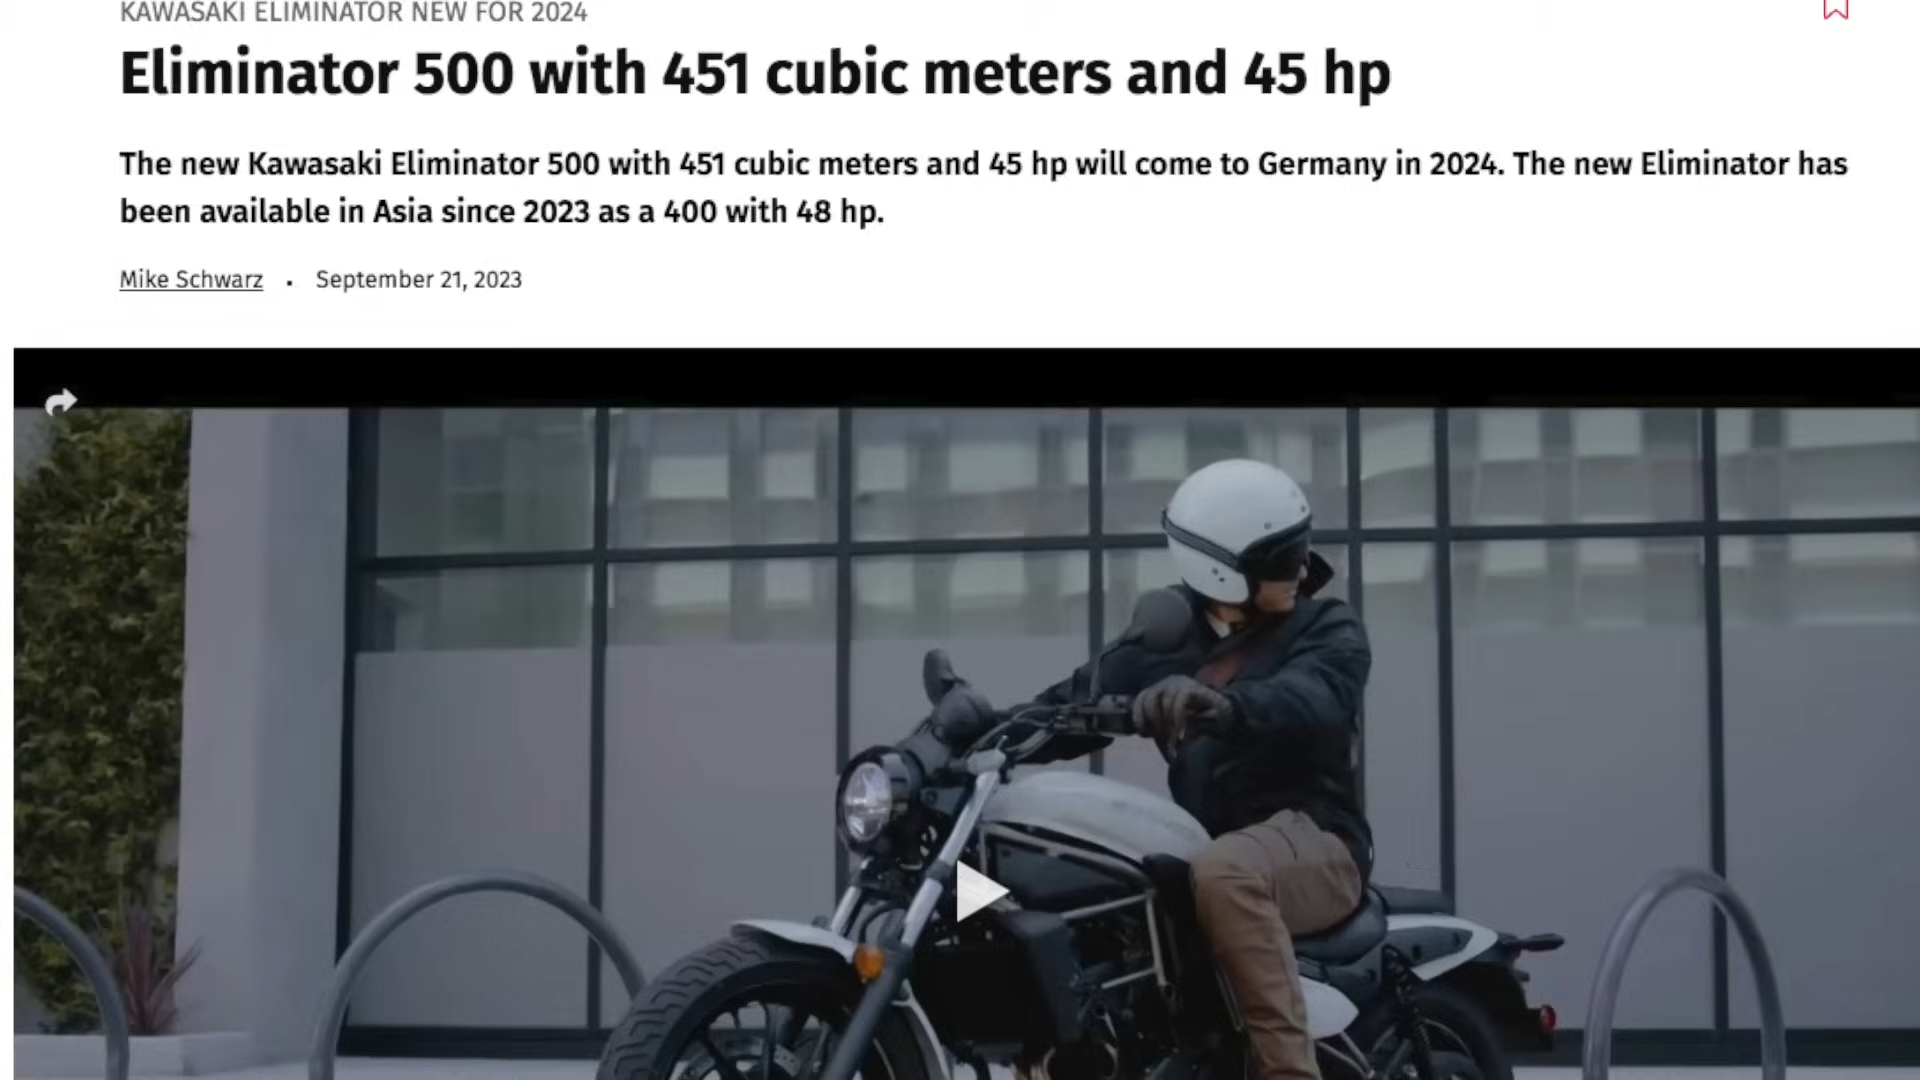 KAWASAKI ELIMINATOR NEW FOR 2024
Eliminator 500 with 451 cubic meters and 45 hp
The new Kawasaki Eliminator 500 with 451 cubic meters and 45 hp will come to Germany in 2024. The new Eliminator has
been available in Asia since 2023 as a 400 with 48 hp.
Mike Schwarz • September 21, 2023